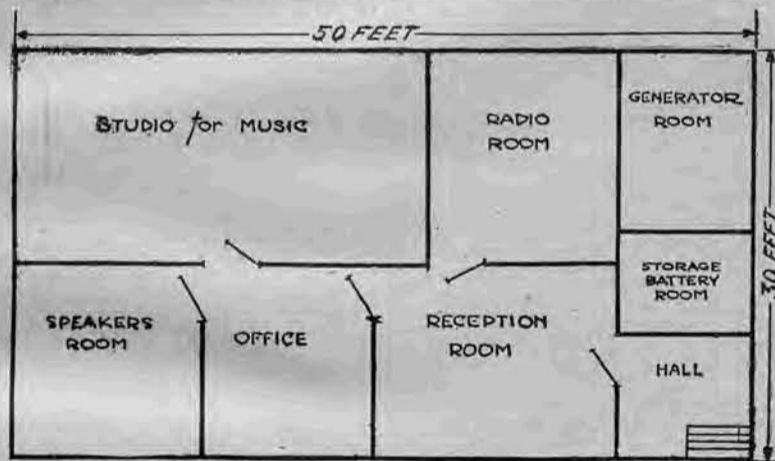 50 FEET
STUDIO for MUSIC
RADIO
ROOM
GENERATOR
ROOM
30 FEET
STORAGE
BATTERY
ROOM
SPEAKERS
ROOM
OFFICE
RECEPTION
ROOM
HALL